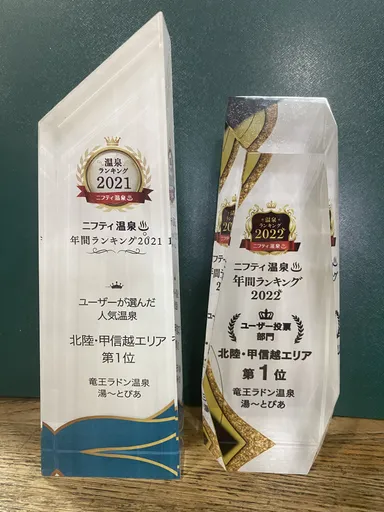 温泉
ランキング
2021
ニフティ温泉
ニフティ温泉
年間ランキング2021
ユーザーが選んだ
人気温泉
北陸・甲信越エリア
第1位
竜王ラドン温泉
湯〜とぴあ
温泉
ランキング
2022
ニフティ温泉
ニフティ温泉
年間ランキング
2022
ユーザー投票
部門
北陸・甲信越エリア
第1位
竜王ラドン温泉
湯〜とぴあ